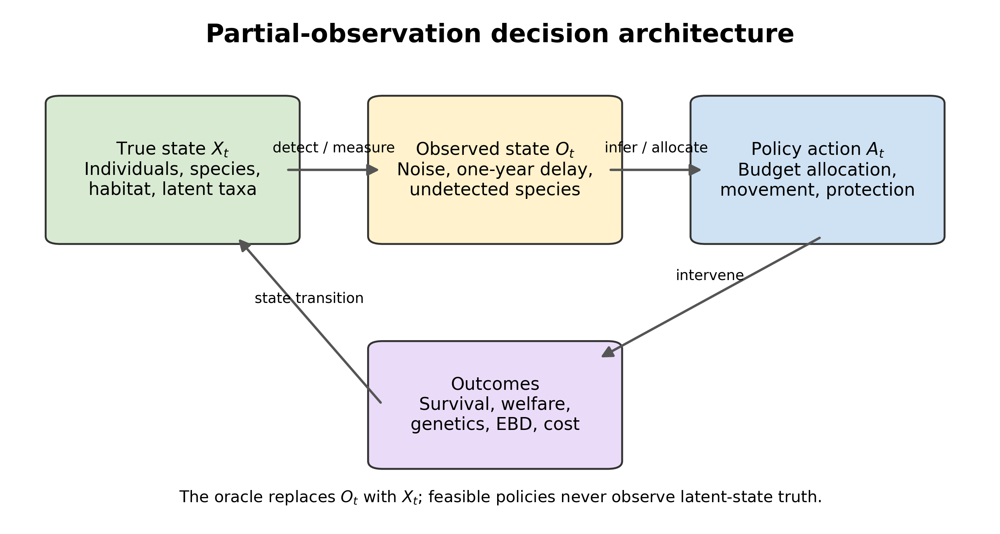 Partial-observation decision architecture
True state Xₜ
Individuals, species,
habitat, latent taxa
detect / measure
Observed state Oₜ
Noise, one-year delay,
undetected species
infer / allocate
Policy action Aₜ
Budget allocation,
movement, protection
intervene
state transition
Outcomes
Survival, welfare,
genetics, EBD, cost
The oracle replaces Oₜ with Xₜ; feasible policies never observe latent-state truth.